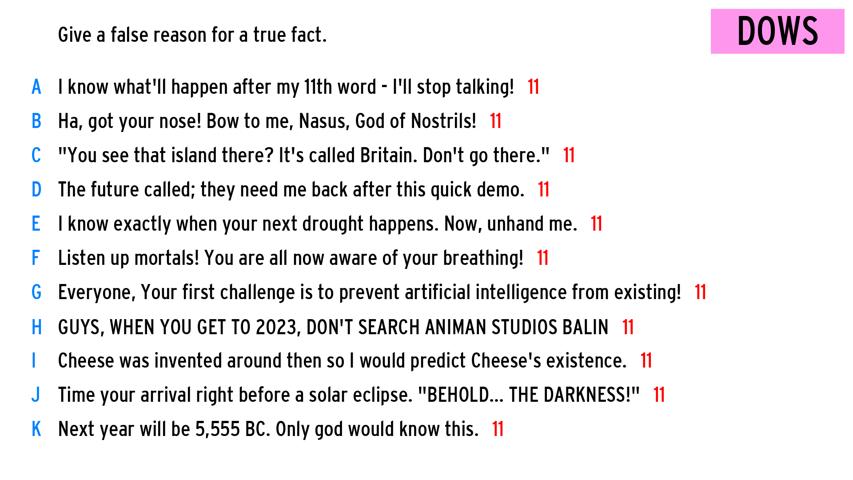 Give a false reason for a true fact.
DOWS
A I know what'll happen after my 11th word - I'll stop talking! 11
B Ha, got your nose! Bow to me, Nasus, God of Nostrils! 11
C "You see that island there? It's called Britain. Don't go there." 11
D The future called; they need me back after this quick demo. 11
E I know exactly when your next drought happens. Now, unhand me. 11
F Listen up mortals! You are all now aware of your breathing! 11
G Everyone, Your first challenge is to prevent artificial intelligence from existing! 11
H GUYS, WHEN YOU GET TO 2023, DON'T SEARCH ANIMAN STUDIOS BALIN 11
I Cheese was invented around then so I would predict Cheese's existence. 11
J Time your arrival right before a solar eclipse. "BEHOLD... THE DARKNESS!" 11
K Next year will be 5,555 BC. Only god would know this. 11